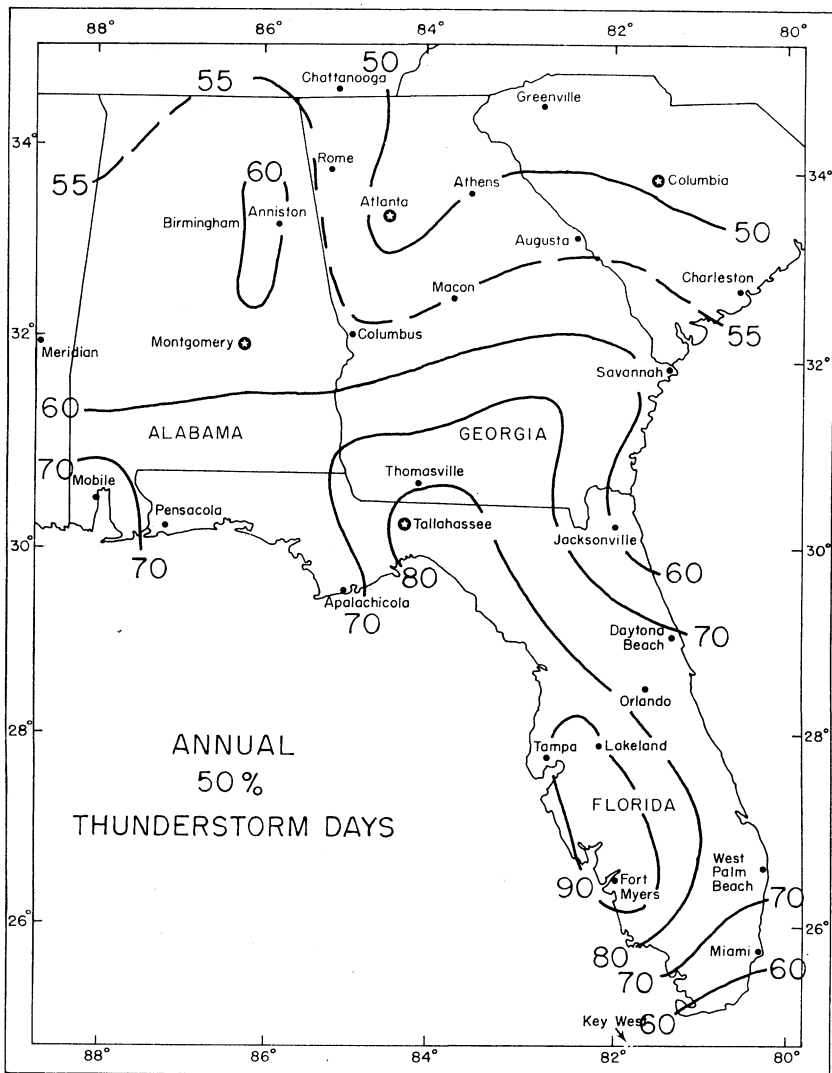 88°
86°
84°
82°
80°
50
Chattanooga
55
Greenville
34°
Rome
60
34°
55
Athens
Columbia
Anniston
Atlanta
Birmingham
50
Augusta
Charleston
Macon
55
32°
Columbus
Montgomery
Meridian
Savannah
32°
60
ALABAMA
GEORGIA
70
Mobile
Thomasville
Pensacola
Tallahassee
Jacksonville
30°
30°
70
80
60
Apalachicola
70
Daytona
Beach
70
Orlando
28°
28°
ANNUAL
50%
THUNDERSTORM DAYS
Tampa
Lakeland
FLORIDA
West
Palm
Beach
90
Fort
Myers
70
26°
26°
80
Miami
70
60
Key West
60
88°
86°
84°
82°
80°